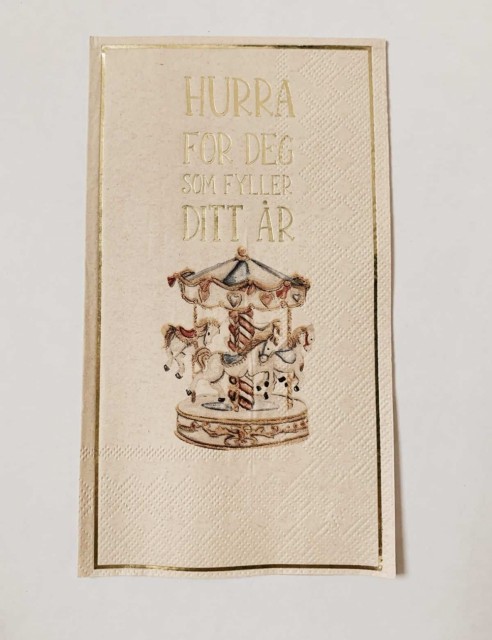 HURRA
FOR DEG
SOM FYLLER
DITT ÅR